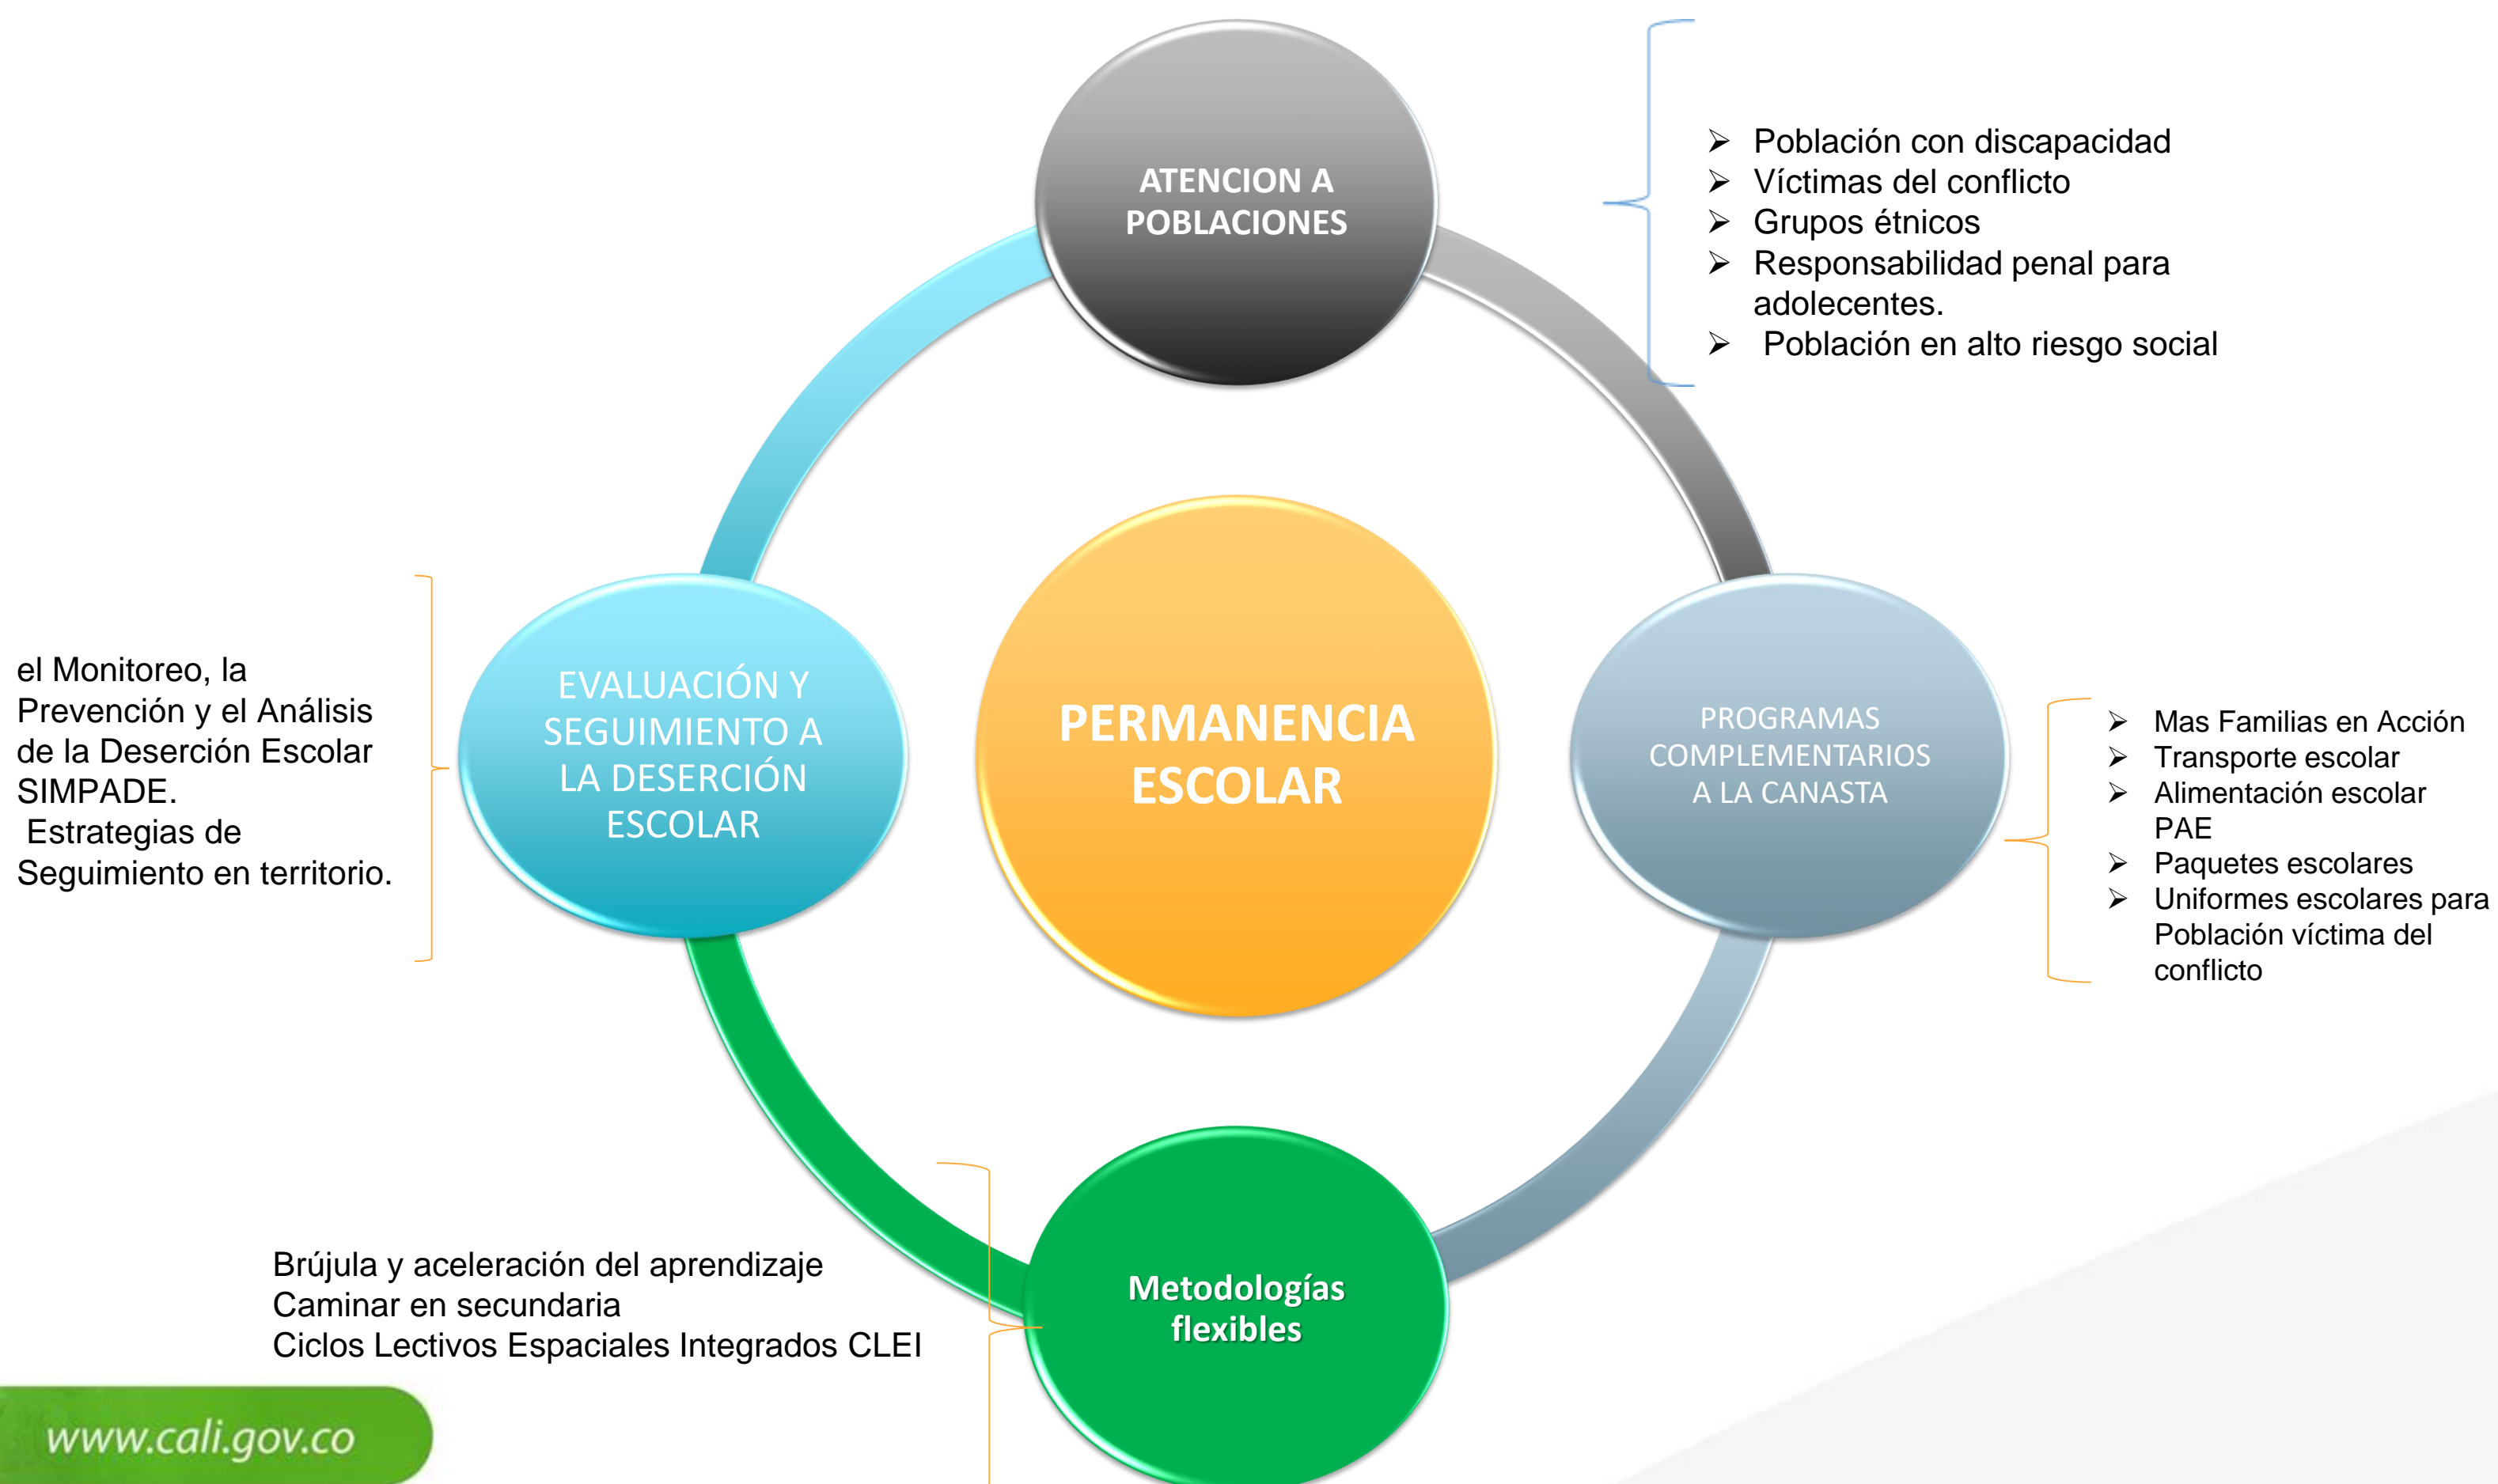 ATENCION A
POBLACIONES
➢ Población con discapacidad
➢ Víctimas del conflicto
➢ Grupos étnicos
➢ Responsabilidad penal para
adolecentes.
➢ Población en alto riesgo social
el Monitoreo, la
Prevención y el Análisis
de la Deserción Escolar
SIMPADE.
Estrategias de
Seguimiento en territorio.
EVALUACIÓN Y
SEGUIMIENTO A
LA DESERCIÓN
ESCOLAR
PERMANENCIA
ESCOLAR
PROGRAMAS
COMPLEMENTARIOS
A LA CANASTA
➢ Mas Familias en Acción
➢ Transporte escolar
➢ Alimentación escolar
PAE
➢ Paquetes escolares
➢ Uniformes escolares para
Población víctima del
conflicto
Brújula y aceleración del aprendizaje
Caminar en secundaria
Ciclos Lectivos Espaciales Integrados CLEI
Metodologías
flexibles
www.cali.gov.co